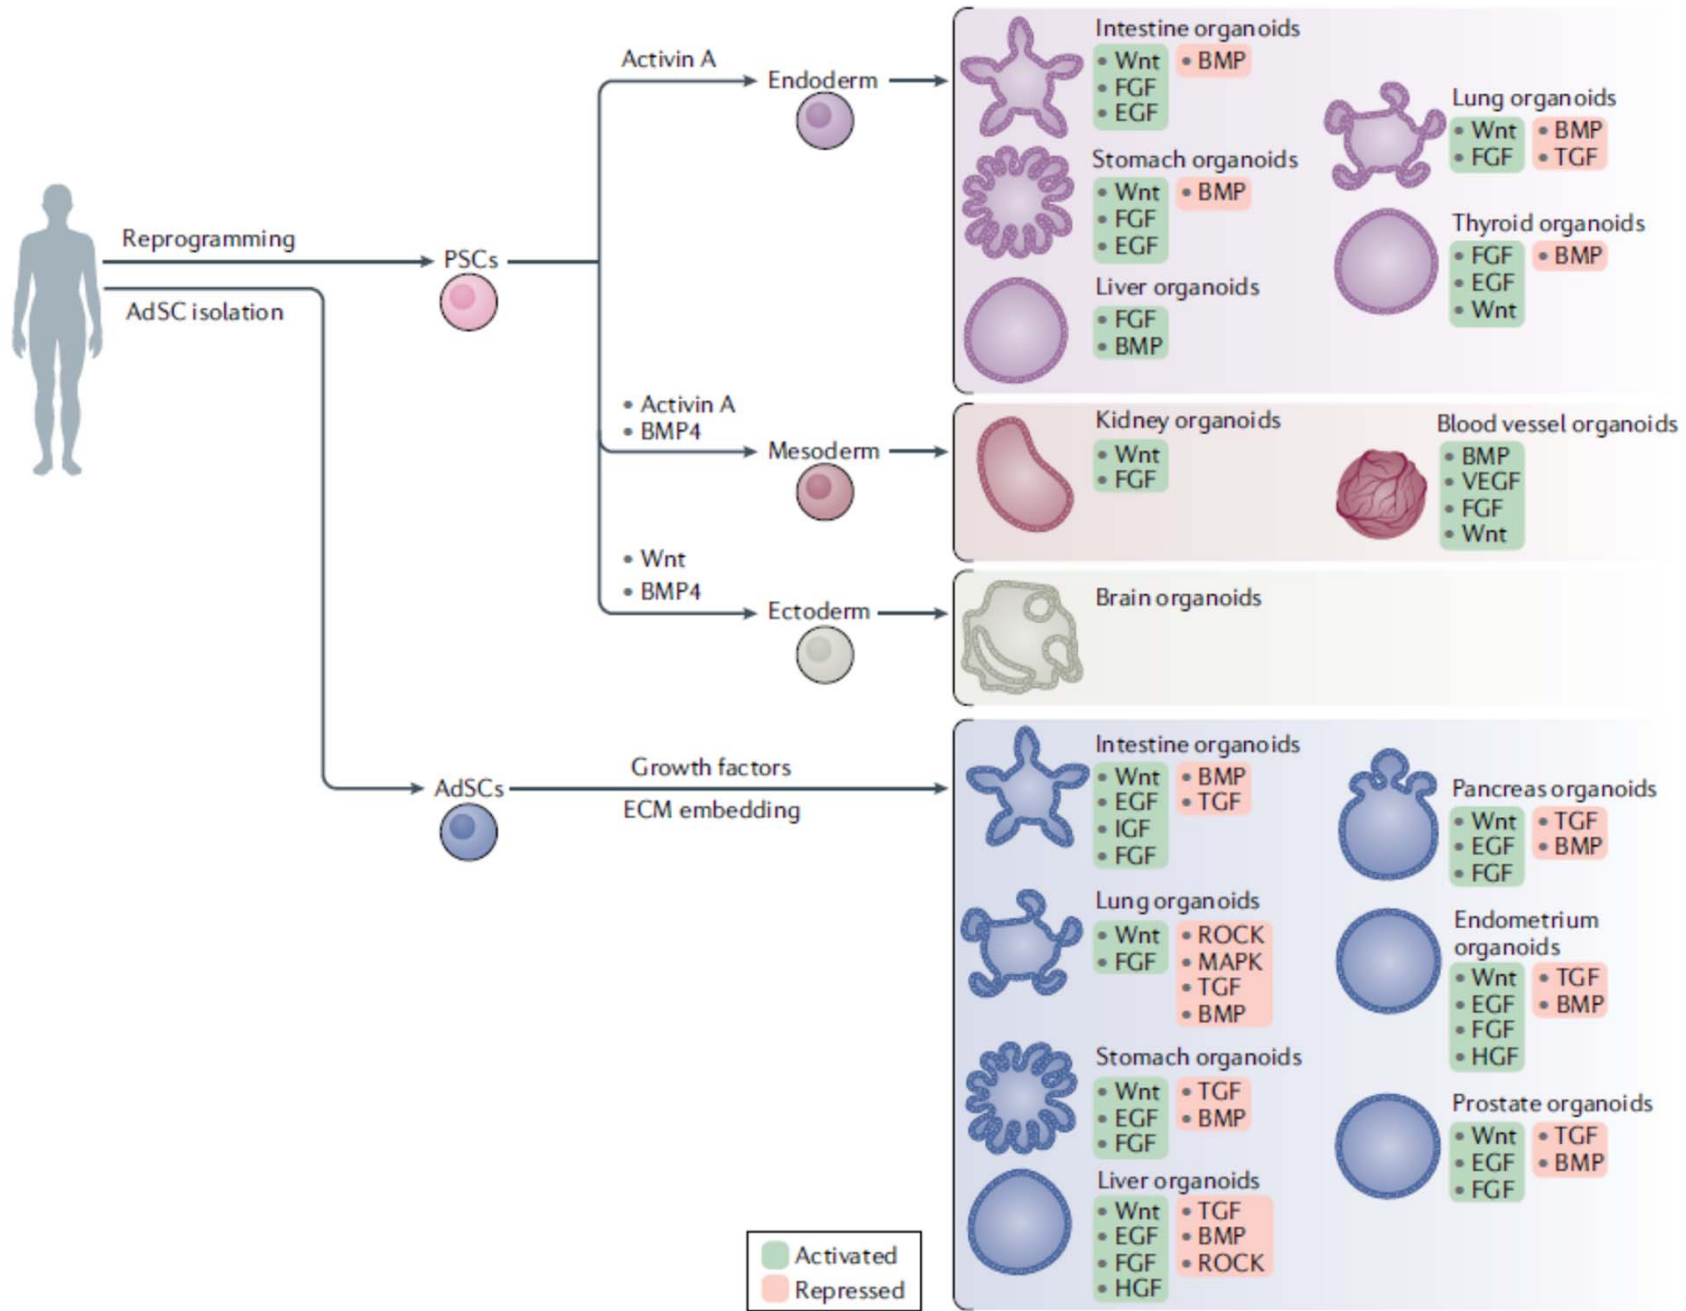 Reprogramming
AdSC isolation
PSCs
Activin A
Endoderm
Intestine organoids
• Wnt
• FGF
• EGF
• BMP
Stomach organoids
• Wnt
• FGF
• EGF
• BMP
Liver organoids
• FGF
• BMP
Lung organoids
• Wnt
• FGF
• BMP
• TGF
Thyroid organoids
• FGF
• EGF
• Wnt
• BMP
• Activin A
• BMP4
Mesoderm
Kidney organoids
• Wnt
• FGF
Blood vessel organoids
• BMP
• VEGF
• FGF
• Wnt
• Wnt
• BMP4
Ectoderm
Brain organoids
AdSCs
Growth factors
ECM embedding
Intestine organoids
• Wnt
• EGF
• IGF
• FGF
• BMP
• TGF
Lung organoids
• Wnt
• FGF
• ROCK
• MAPK
• TGF
• BMP
Stomach organoids
• Wnt
• EGF
• FGF
• TGF
• BMP
Liver organoids
• Wnt
• EGF
• FGF
• HGF
• TGF
• BMP
• ROCK
Pancreas organoids
• Wnt
• EGF
• FGF
• TGF
• BMP
Endometrium
organoids
• Wnt
• EGF
• FGF
• HGF
• TGF
• BMP
Prostate organoids
• Wnt
• EGF
• FGF
• TGF
• BMP
Activated
Repressed